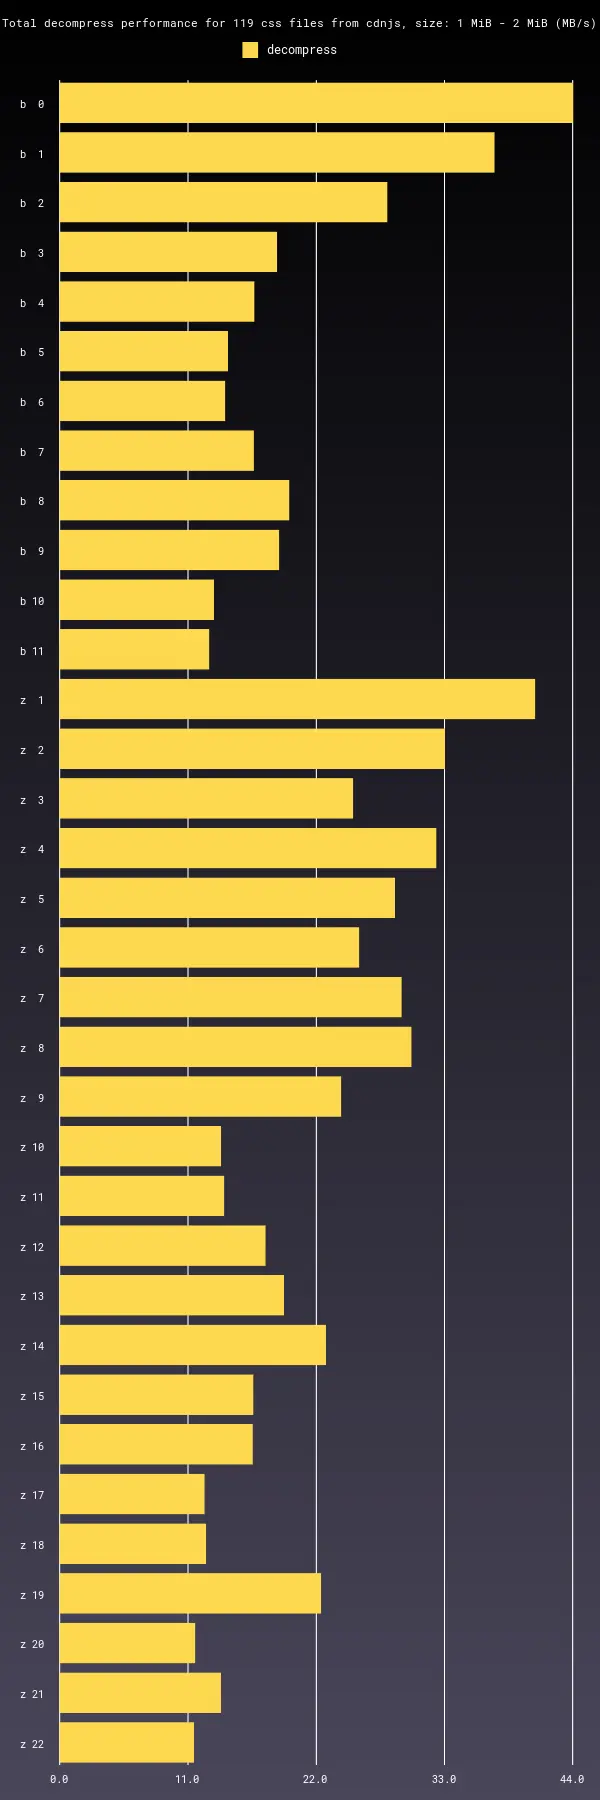 Total decompress performance for 119 css files from cdnjs, size: 1 MiB - 2 MiB (MB/s)
decompress
b 0
b 1
b 2
b 3
b 4
b 5
b 6
b 7
b 8
b 9
b 10
b 11
z 1
z 2
z 3
z 4
z 5
z 6
z 7
z 8
z 9
z 10
z 11
z 12
z 13
z 14
z 15
z 16
z 17
z 18
z 19
z 20
z 21
z 22
0.0 11.0 22.0 33.0 44.0